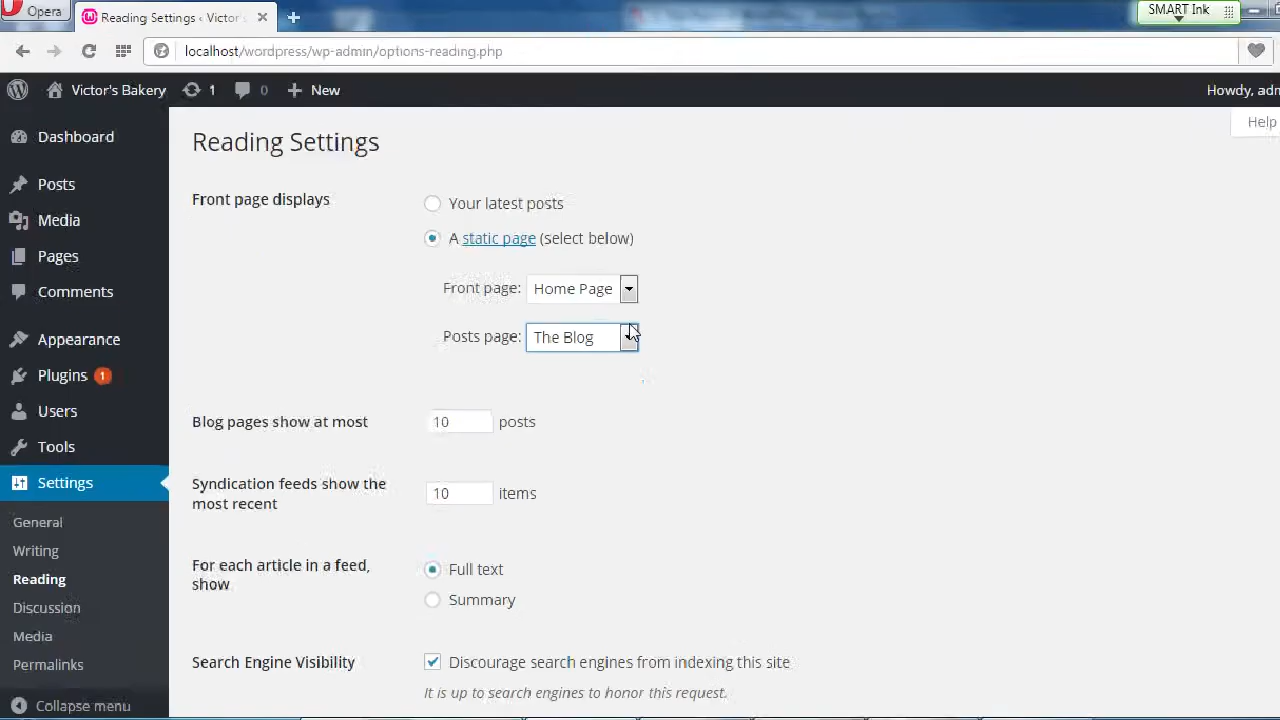 Opera
Reading Settings ‹ Victor's
SMART Ink
localhost/wordpress/wp-admin/options-reading.php
Victor's Bakery
1
0
New
Howdy, adm
Help
Dashboard
Posts
Media
Pages
Comments
Appearance
Plugins 1
Users
Tools
Settings
General
Writing
Reading
Discussion
Media
Permalinks
Collapse menu
Reading Settings
Front page displays
Your latest posts
A static page (select below)
Front page: Home Page
Posts page: The Blog
Blog pages show at most
10 posts
Syndication feeds show the
most recent
10 items
For each article in a feed,
show
Full text
Summary
Search Engine Visibility
Discourage search engines from indexing this site
It is up to search engines to honor this request.